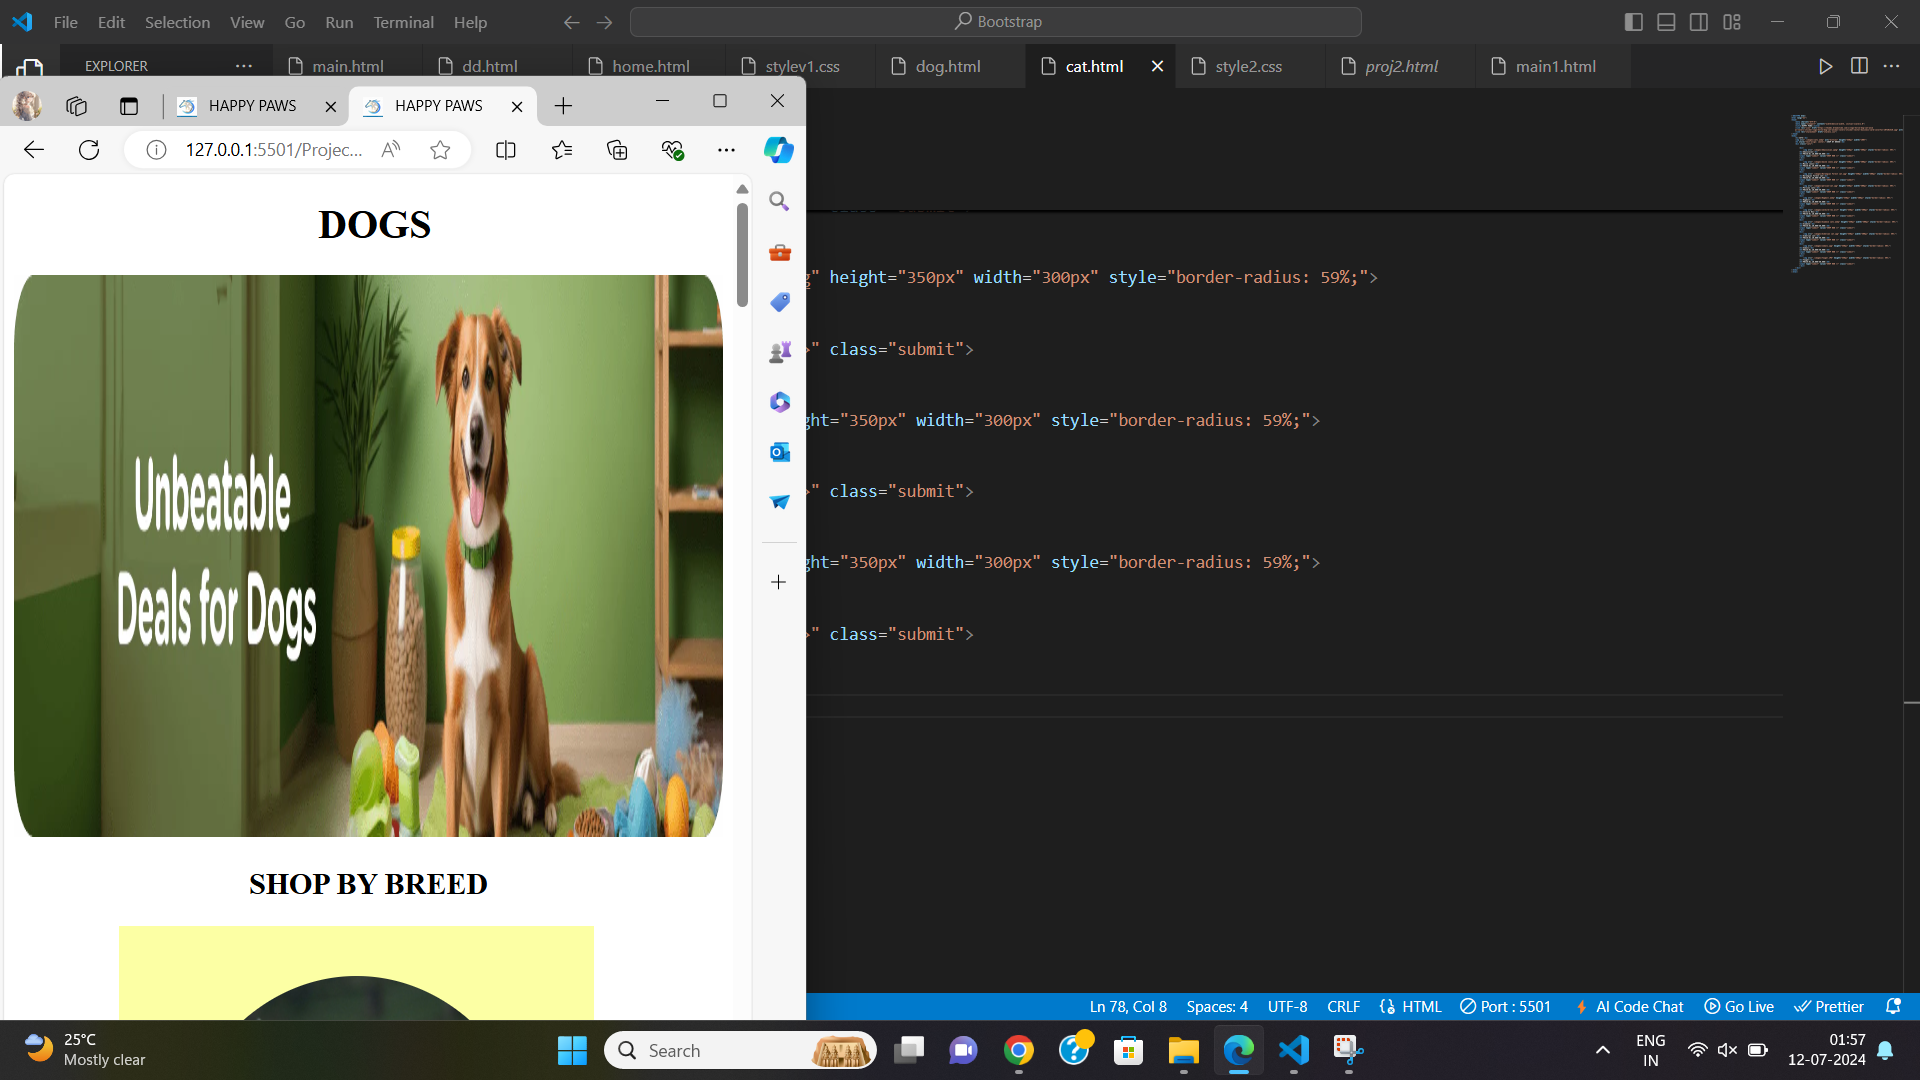 File Edit Selection View Go Run Terminal Help
Bootstrap
EXPLORER
main.html
dd.html
home.html
stylev1.css
dog.html
cat.html
style2.css
proj2.html
main1.html
HAPPY PAWS
HAPPY PAWS
127.0.0.1:5501/Projec...
DOGS
Unbeatable
Deals for Dogs
SHOP BY BREED
g" height="350px" width="300px" style="border-radius: 59%;">
>" class="submit">
ght="350px" width="300px" style="border-radius: 59%;">
>" class="submit">
ght="350px" width="300px" style="border-radius: 59%;">
>" class="submit">
Ln 78, Col 8 Spaces: 4 UTF-8 CRLF HTML Port : 5501 AI Code Chat Go Live Prettier
25°C
Mostly clear
Search
ENG
IN
01:57
12-07-2024